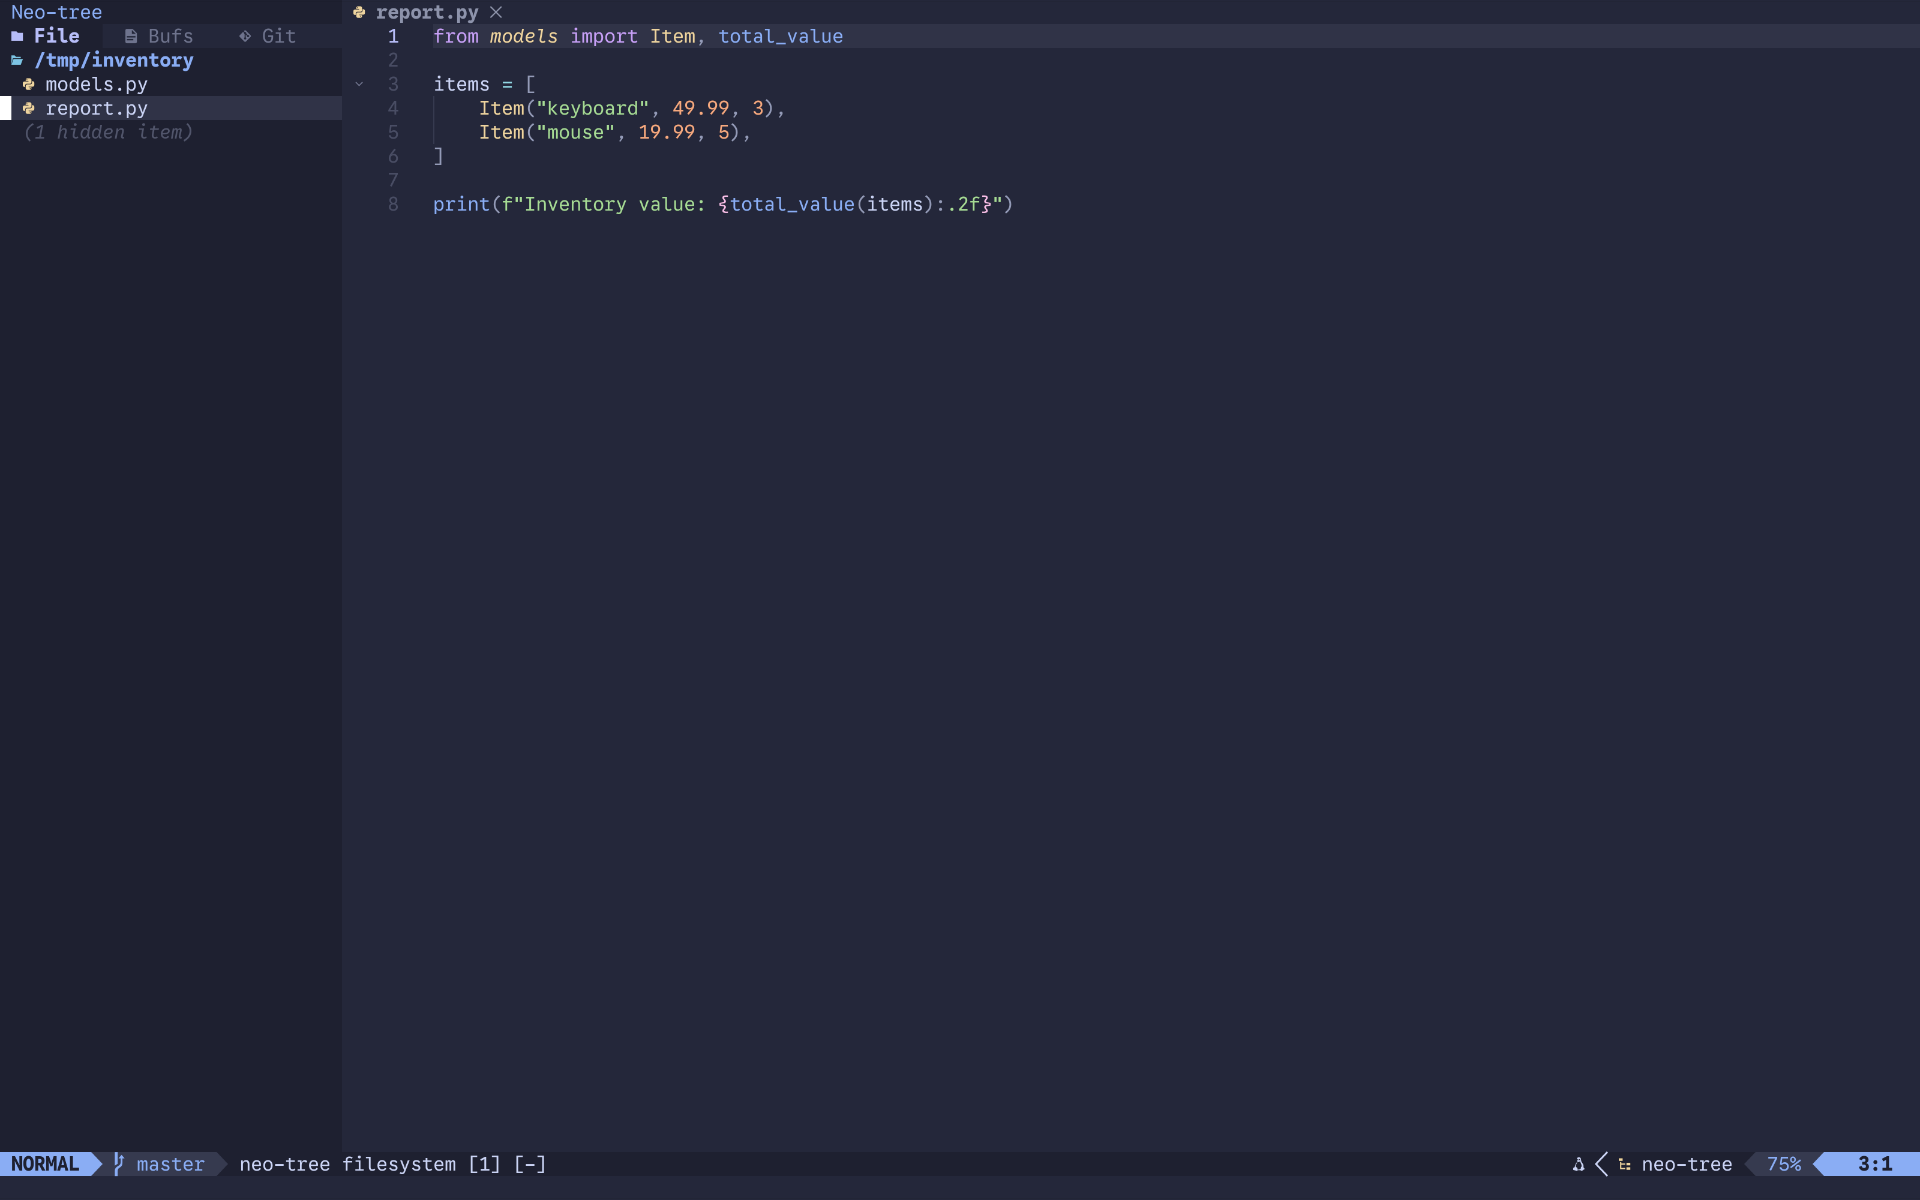 Neo-tree
File Bufs Git
/tmp/inventory
models.py
report.py
(1 hidden item)
report.py
1 from models import Item, total_value
2
3 items = [
4     Item("keyboard", 49.99, 3),
5     Item("mouse", 19.99, 5),
6 ]
7
8 print(f"Inventory value: {total_value(items):.2f}")
NORMAL master neo-tree filesystem [1] [-] neo-tree 75% 3:1